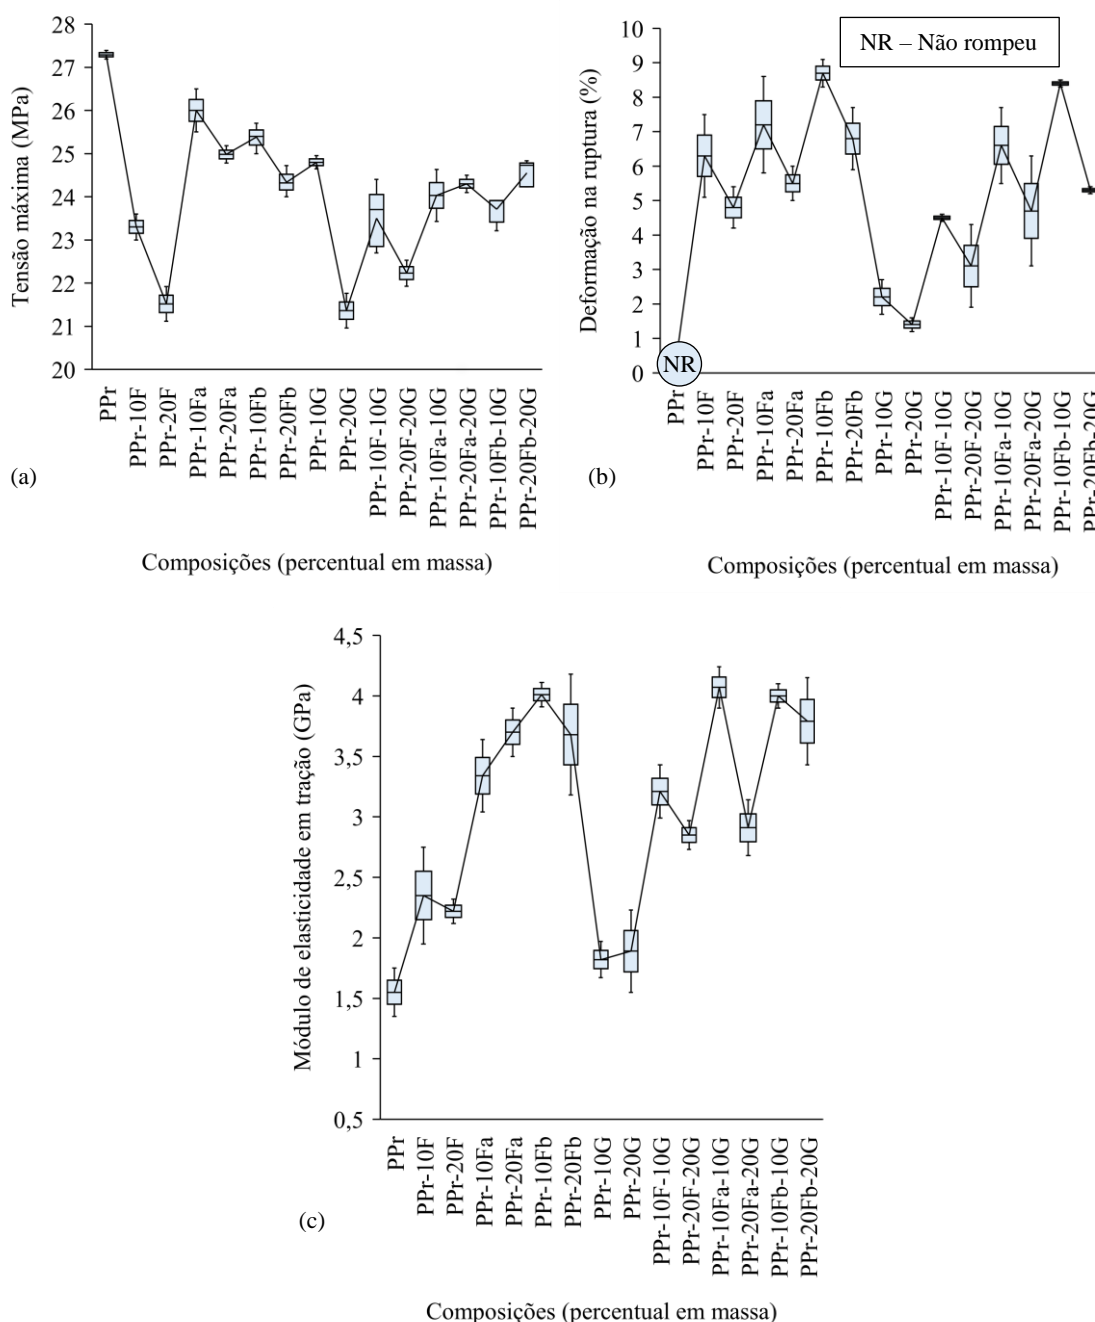 28
27
26
25
24
23
22
21
20
Tensão máxima (MPa)
PPr
PPr-10F
PPr-20F
PPr-10Fa
PPr-20Fa
PPr-10Fb
PPr-20Fb
PPr-10G
PPr-20G
PPr-10F-10G
PPr-20F-20G
PPr-10Fa-10G
PPr-20Fa-20G
PPr-10Fb-10G
PPr-20Fb-20G
(a)
Composições (percentual em massa)
NR – Não rompeu
10
9
8
7
6
5
4
3
2
1
0
Deformação na ruptura (%)
NR
PPr
PPr-10F
PPr-20F
PPr-10Fa
PPr-20Fa
PPr-10Fb
PPr-20Fb
PPr-10G
PPr-20G
PPr-10F-10G
PPr-20F-20G
PPr-10Fa-10G
PPr-20Fa-20G
PPr-10Fb-10G
PPr-20Fb-20G
(b)
Composições (percentual em massa)
4,5
4
3,5
3
2,5
2
1,5
1
0,5
Módulo de elasticidade em tração (GPa)
PPr
PPr-10F
PPr-20F
PPr-10Fa
PPr-20Fa
PPr-10Fb
PPr-20Fb
PPr-10G
PPr-20G
PPr-10F-10G
PPr-20F-20G
PPr-10Fa-10G
PPr-20Fa-20G
PPr-10Fb-10G
PPr-20Fb-20G
(c)
Composições (percentual em massa)